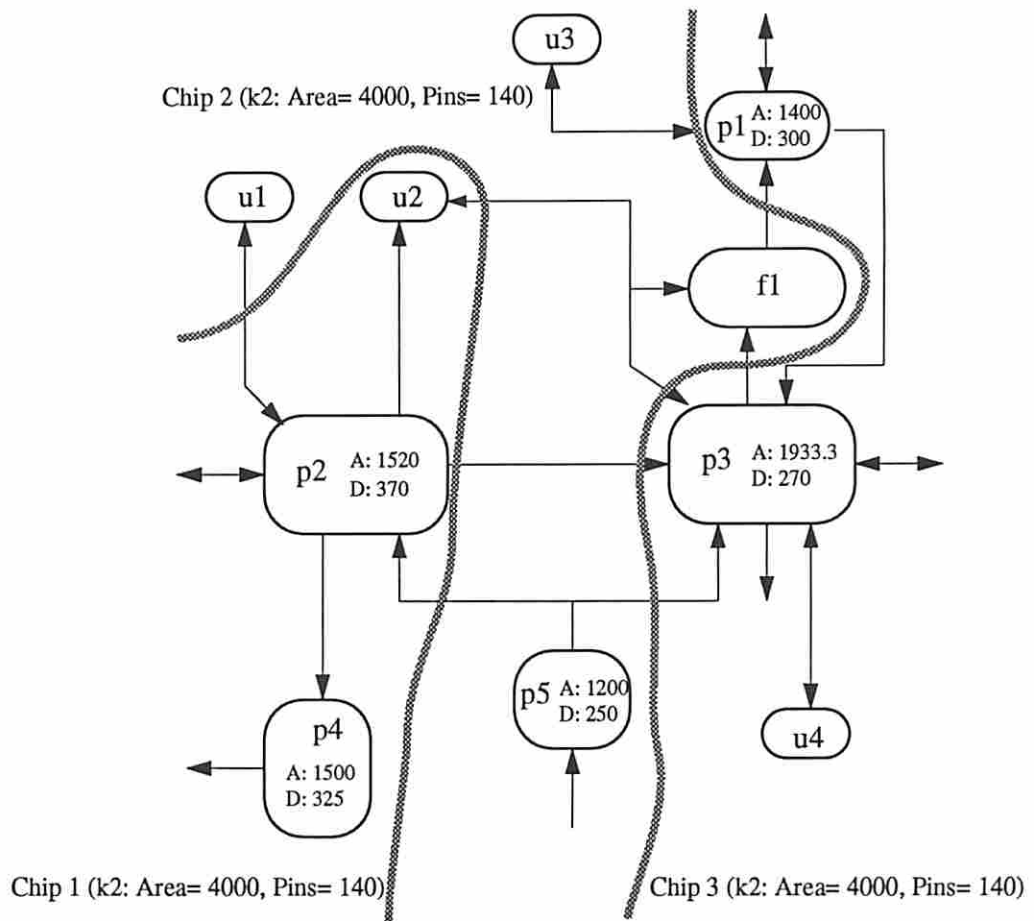 u3
Chip 2 (k2: Area= 4000, Pins= 140)
p1 A: 1400
D: 300
u1
u2
f1
p2 A: 1520
D: 370
p3 A: 1933.3
D: 270
p5 A: 1200
D: 250
p4
A: 1500
D: 325
u4
Chip 1 (k2: Area= 4000, Pins= 140)
Chip 3 (k2: Area= 4000, Pins= 140)